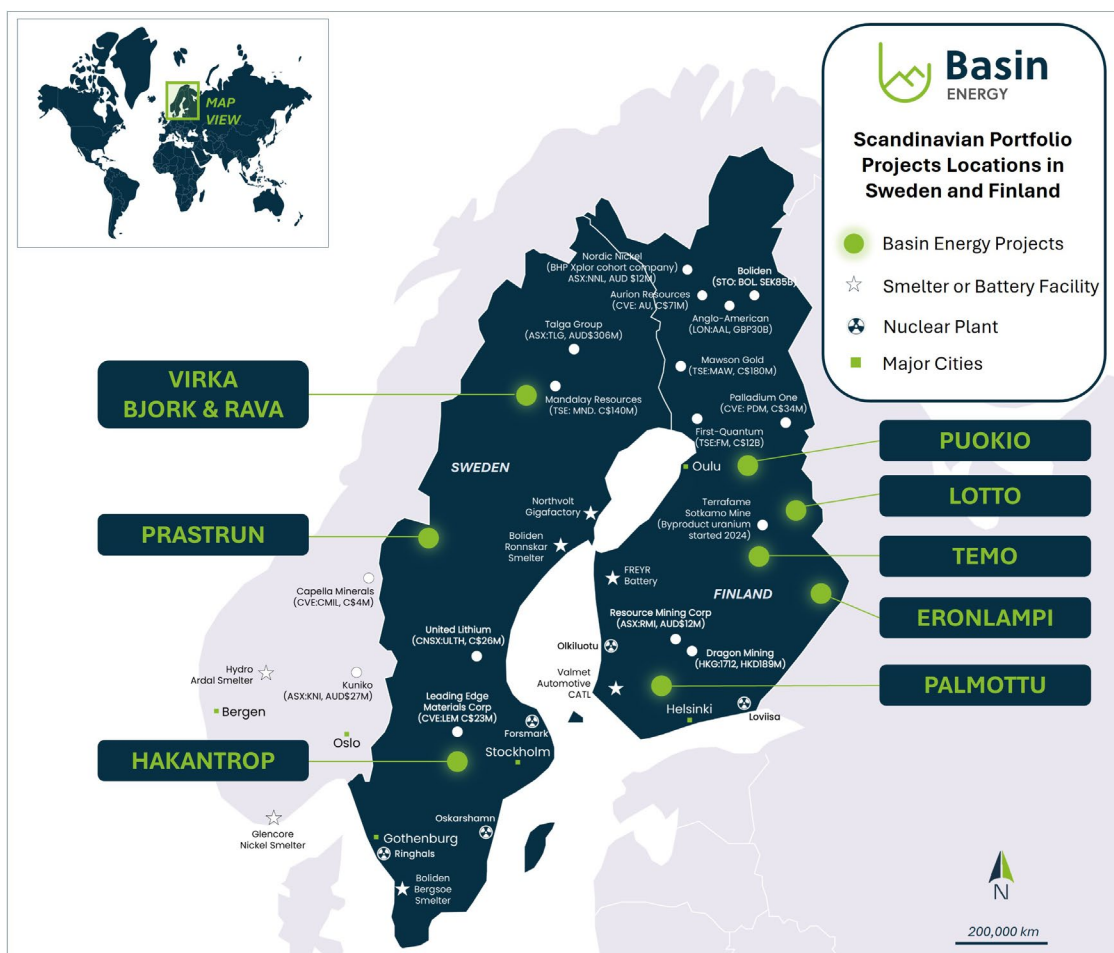 MAP
VIEW
Basin
ENERGY
Scandinavian Portfolio
Projects Locations in
Sweden and Finland
Basin Energy Projects
Smelter or Battery Facility
Nuclear Plant
Major Cities
Nordic Nickel
(BHP Xplor cohort company)
ASX:NNL, AUD $12M)
Boliden
(STO: BOL. SEK85B)
Aurion Resources
(CVE: AU, C$71M)
Anglo-American
(LON:AAL, GBP30B)
Talga Group
(ASX:TLG, AUD$306M)
Mawson Gold
(TSE:MAW, C$180M)
VIRKA
BJORK & RAVA
Mandalay Resources
(TSE: MND. C$140M)
Palladium One
(CVE: PDM, C$34M)
First-Quantum
(TSE:FM, C$12B)
PUOKIO
SWEDEN
Oulu
LOTTO
Northvolt
Gigafactory
Terrafame
Sotkamo Mine
(Byproduct uranium
started 2024)
PRASTRUN
Boliden
Ronnskar
Smelter
TEMO
FREYR
Battery
FINLAND
Capella Minerals
(CVE:CMIL, C$4M)
ERONLAMPI
Resource Mining Corp
(ASX:RMI, AUD$12M)
United Lithium
(CNSX:ULTH, C$26M)
Olkiluotu
Dragon Mining
(HKG:1712, HKD189M)
Hydro
Ardal Smelter
Kuniko
(ASX:KNI, AUD$27M)
Valmet
Automotive
CATL
PALMOTTU
Leading Edge
Materials Corp
(CVE:LEM C$23M)
Bergen
Helsinki
Loviisa
Forsmark
Oslo
Stockholm
HAKANTROP
Oskarshamn
Glencore
Nickel Smelter
Gothenburg
Ringhals
Boliden
Bergsoe
Smelter
N
200,000 km